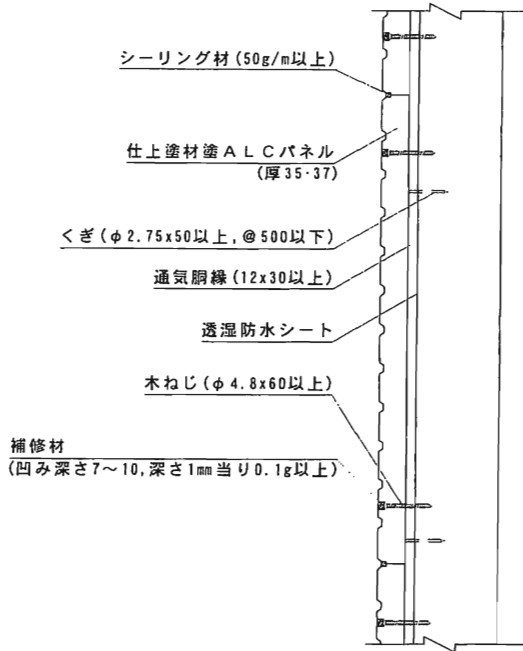 シーリング材(50g/m以上)
仕上塗材塗ALCパネル
(厚35・37)
くぎ(φ2.75x50以上,@500以下)
通気胴縁(12x30以上)
透湿防水シート
木ねじ(φ4.8x60以上)
補修材
(凹み深さ7～10,深さ1mm当り0.1g以上)